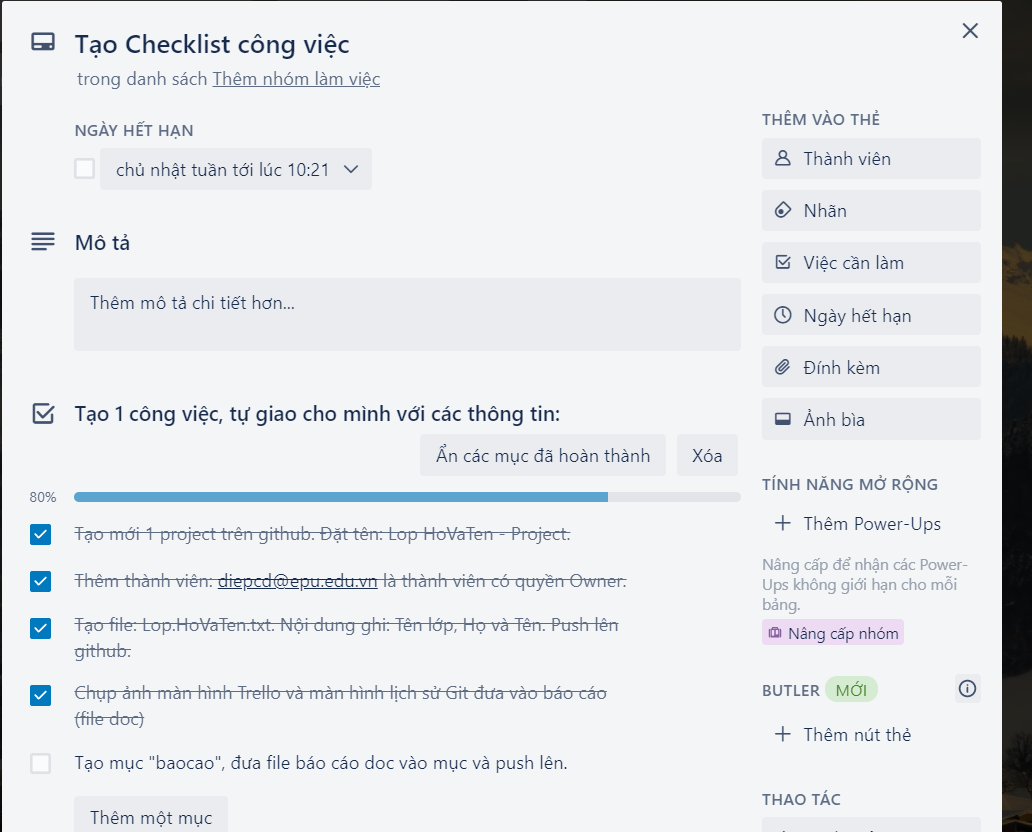 Tạo Checklist công việc
trong danh sách Thêm nhóm làm việc
NGÀY HẾT HẠN
chủ nhật tuần tới lúc 10:21
Mô tả
Thêm mô tả chi tiết hơn...
Tạo 1 công việc, tự giao cho mình với các thông tin:
Ẩn các mục đã hoàn thành
Xóa
80%
Tạo mới 1 project trên github. Đặt tên: Lop HoVaTen - Project.
Thêm thành viên: diepcd@epu.edu.vn là thành viên có quyền Owner.
Tạo file: Lop.HoVaTen.txt. Nội dung ghi: Tên lớp, Họ và Tên. Push lên
github.
Chụp ảnh màn hình Trello và màn hình lịch sử Git đưa vào báo cáo
(file doc)
Tạo mục "baocao", đưa file báo cáo doc vào mục và push lên.
Thêm một mục
THÊM VÀO THẺ
Thành viên
Nhãn
Việc cần làm
Ngày hết hạn
Đính kèm
Ảnh bìa
TÍNH NĂNG MỞ RỘNG
Thêm Power-Ups
Nâng cấp để nhận các Power-
Ups không giới hạn cho mỗi
bảng.
Nâng cấp nhóm
BUTLER MỚI
Thêm nút thẻ
THAO TÁC